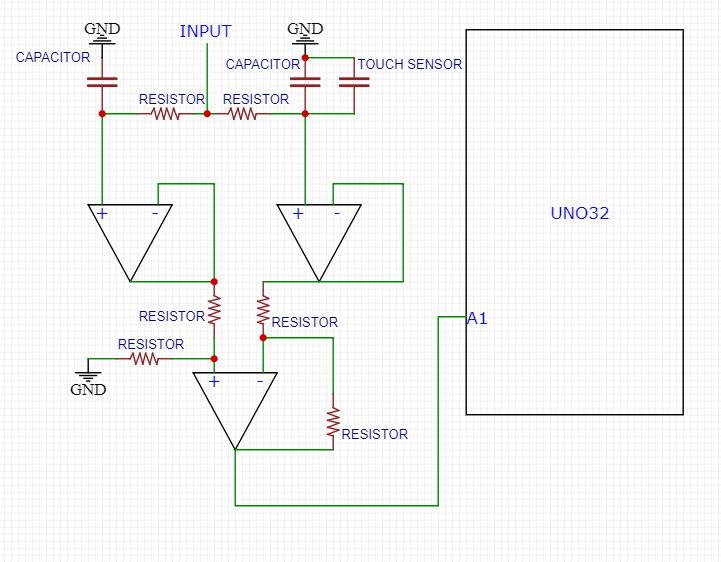 GND
INPUT
GND
CAPACITOR
CAPACITOR
TOUCH SENSOR
RESISTOR
RESISTOR
+
-
+
-
UNO32
RESISTOR
RESISTOR
A1
RESISTOR
GND
+
-
RESISTOR